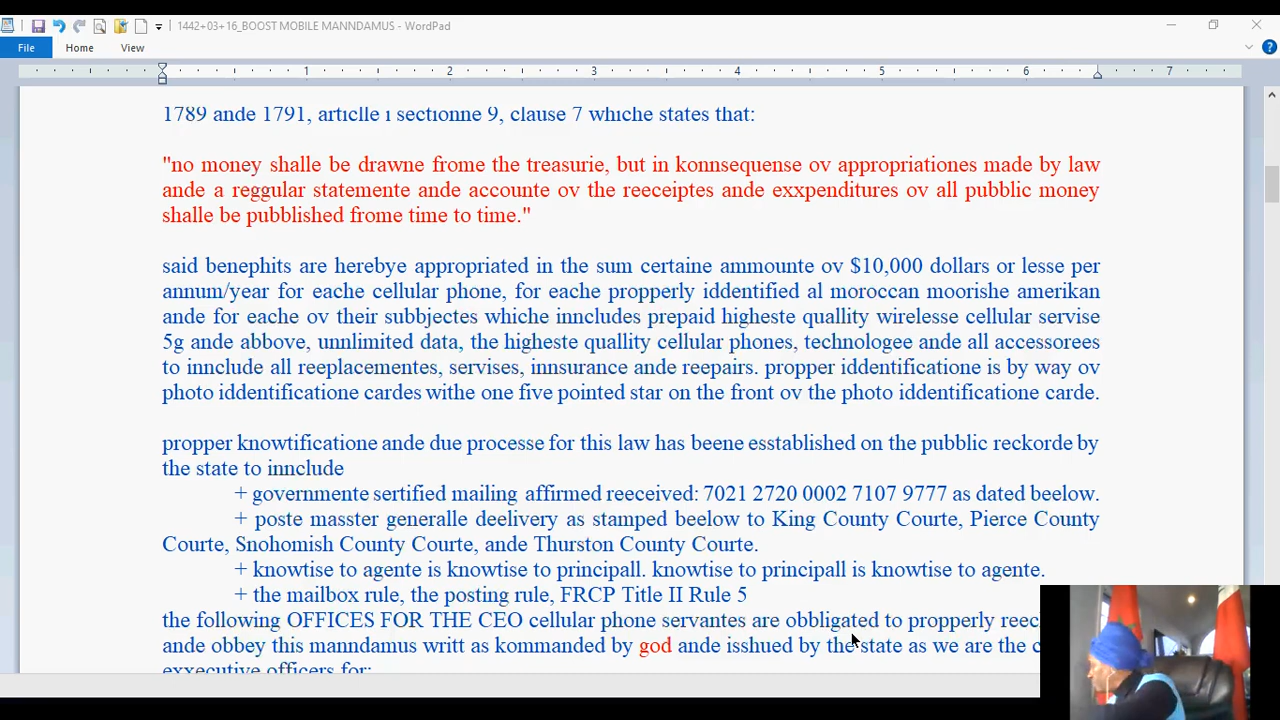 1442+03+16_BOOST MOBILE MANNDAMUS - WordPad
File Home View
1 2 3 4 5 6 7
1789 ande 1791, articlle i sectionne 9, clause 7 whiche states that:
"no money shalle be drawne frome the treasurie, but in konnsequense ov appropriationes made by law
ande a reggular statemente ande accounte ov the reeceiptes ande exxpenditures ov all pubblic money
shalle be pubblished frome time to time."
said benephits are herebye appropriated in the sum certaine ammounte ov $10,000 dollars or lesse per
annum/year for eache cellular phone, for eache propperly iddentified al moroccan moorishe amerikan
ande for eache ov their subbjectes whiche inncludes prepaid higheste quallity wirelesse cellular servise
5g ande abbove, unnlimited data, the higheste quallity cellular phones, technologee ande all accessorees
to innclude all reeplacementes, servises, innsurance ande reepairs. propper iddentificatione is by way ov
photo iddentificatione cardes withe one five pointed star on the front ov the photo iddentificatione carde.
propper knowtificatione ande due processe for this law has beene esstablished on the pubblic reckorde by
the state to innclude
+ governmente sertified mailing affirmed reeceived: 7021 2720 0002 7107 9777 as dated beelow.
+ poste masster generalle deelivery as stamped beelow to King County Courte, Pierce County
Courte, Snohomish County Courte, ande Thurston County Courte.
+ knowtise to agente is knowtise to principall. knowtise to principall is knowtise to agente.
+ the mailbox rule, the posting rule, FRCP Title II Rule 5
the following OFFICES FOR THE CEO cellular phone servantes are obbligated to propperly
ande obbey this manndamus writt as kommanded by god ande isshued by the state as we are the
exxecutive officers for: